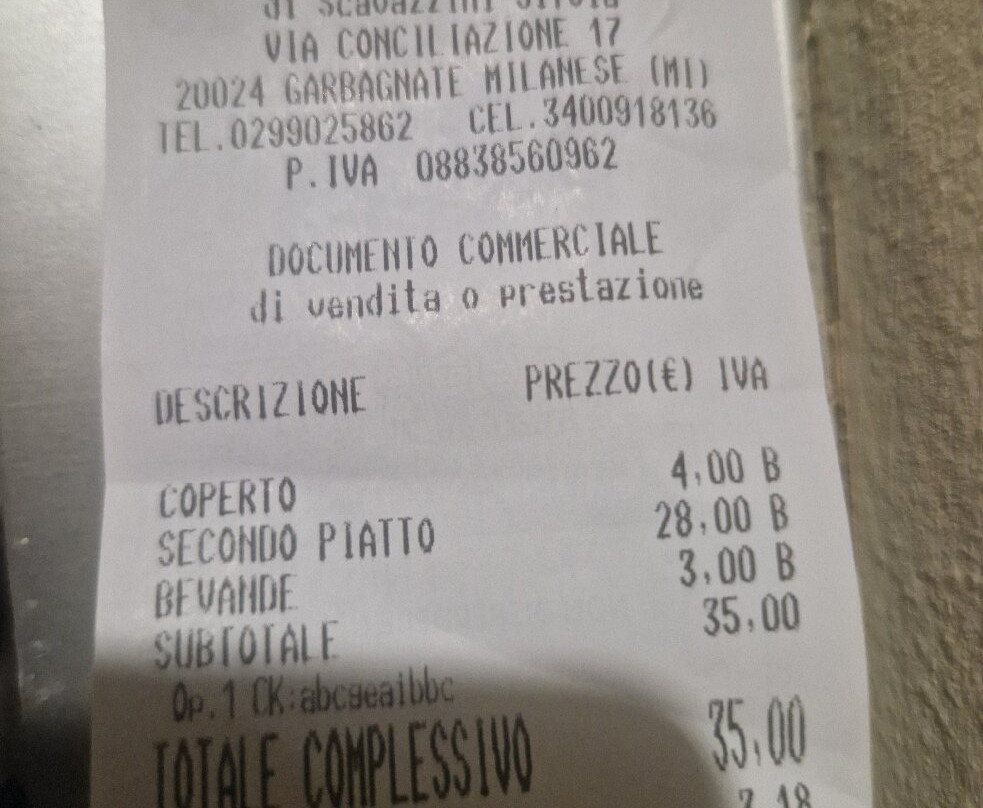 di
VIA CONCILIAZIONE 17
20024 GARBAGNATE MILANESE (MI)
TEL.0299025862 CEL.3400918136
P.IVA 08838560962
DOCUMENTO COMMERCIALE
di vendita o prestazione
DESCRIZIONE PREZZO(€) IVA
COPERTO 4,00 B
SECONDO PIATTO 28,00 B
BEVANDE 3,00 B
SUBTOTALE 35,00
Op.1 CK:abcgeaibbc
TOTALE COMPLESSIVO 35,00